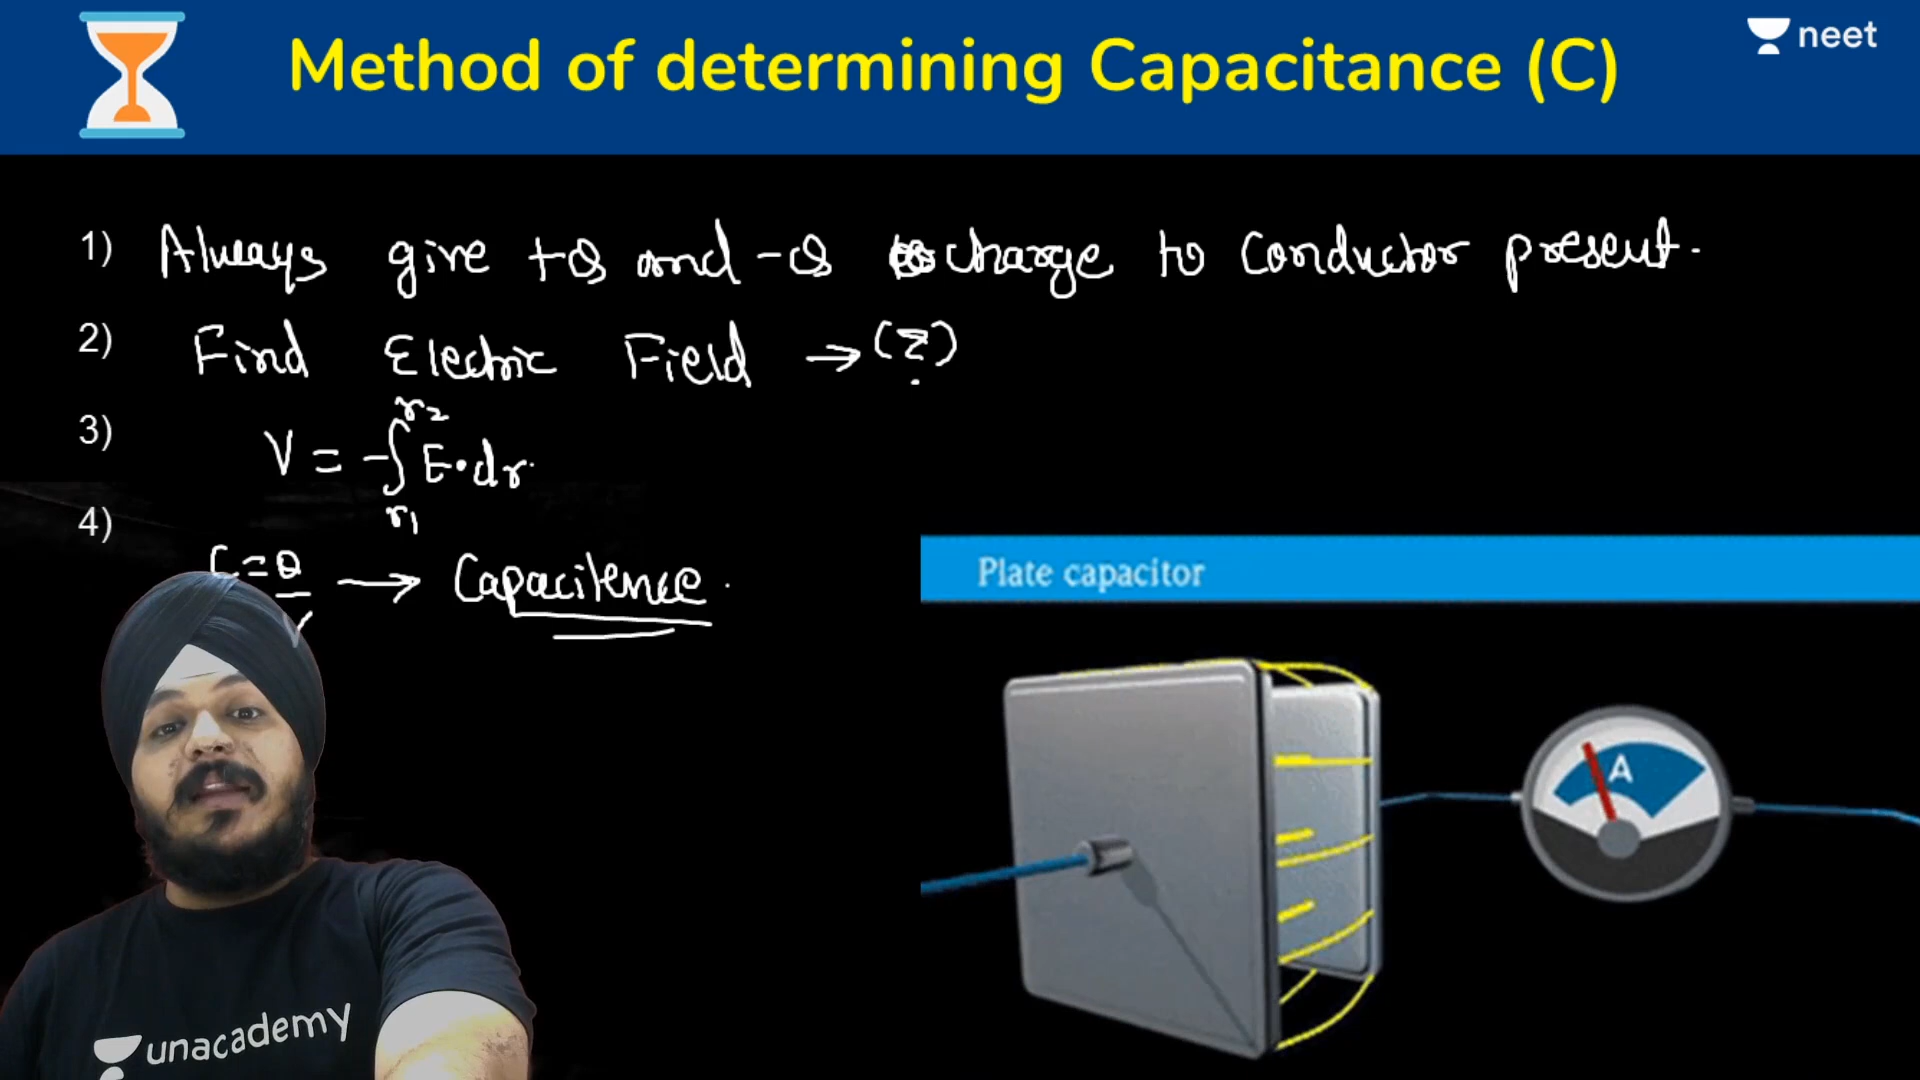 Method of determining Capacitance (C)
neet
1) Always give +Q and -Q charge to conductor present.
2) Find Electric Field → (E)
3) V = -∫ E·dr
r2
r1
4) C = Q/V → Capacitence.
Plate capacitor
A
unacademy